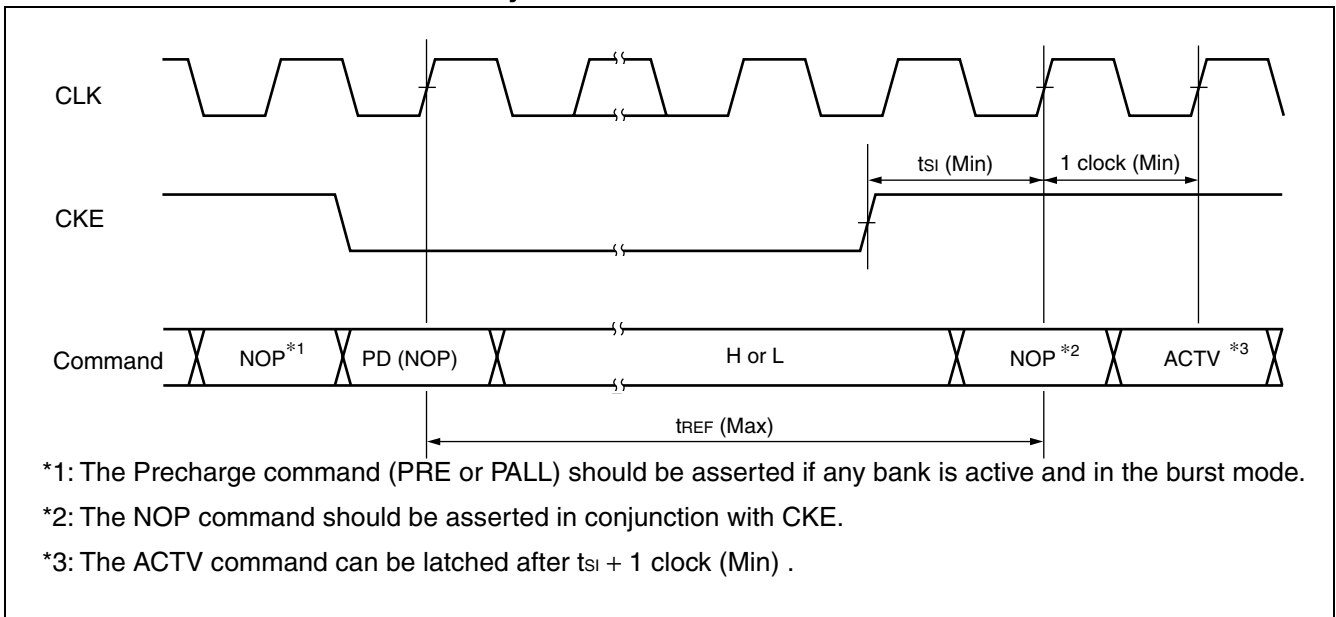 CLK
tSI (Min)
1 clock (Min)
CKE
Command
NOP*1
PD (NOP)
H or L
NOP *2
ACTV *3
tREF (Max)
*1: The Precharge command (PRE or PALL) should be asserted if any bank is active and in the burst mode.
*2: The NOP command should be asserted in conjunction with CKE.
*3: The ACTV command can be latched after tSI + 1 clock (Min) .